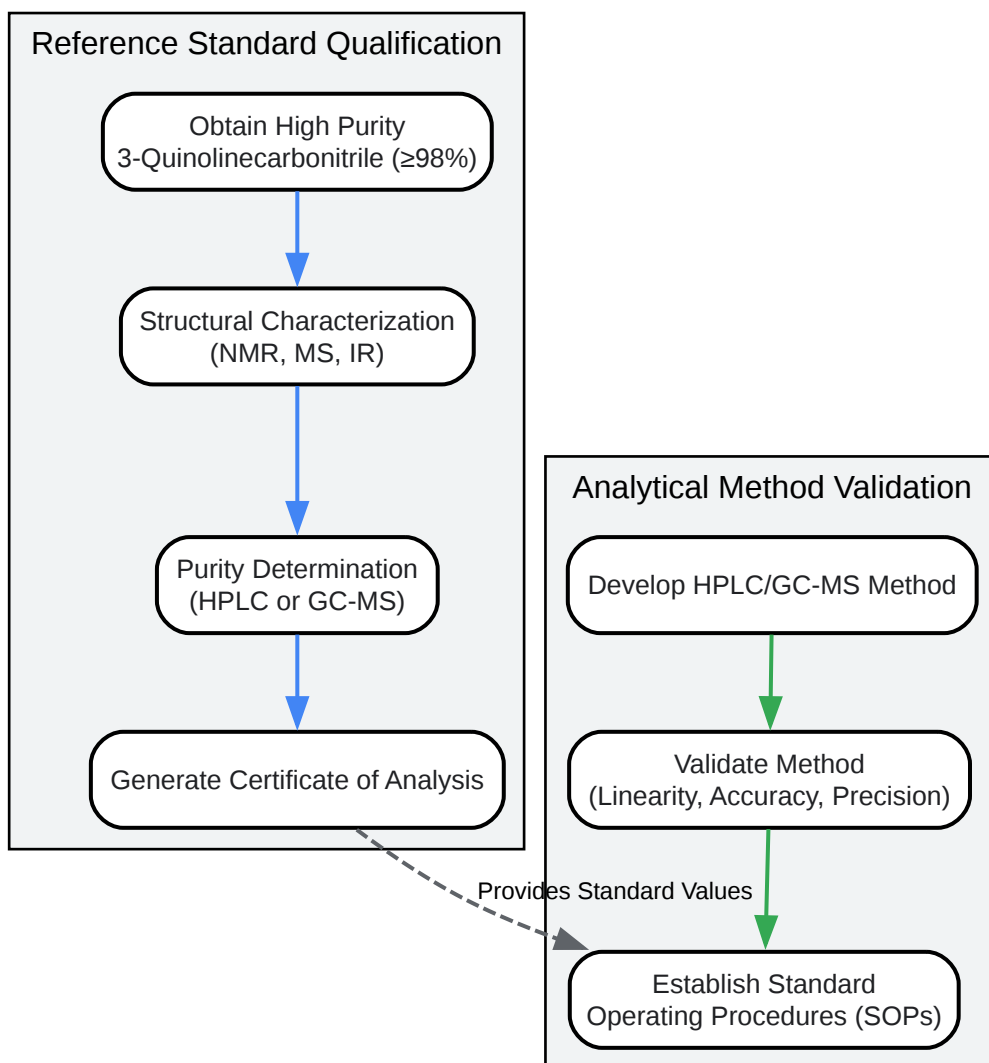 Reference Standard Qualification
Obtain High Purity
3-Quinolinecarbonitrile (≥98%)
Structural Characterization
(NMR, MS, IR)
Purity Determination
(HPLC or GC-MS)
Generate Certificate of Analysis
Provides Standard Values
Analytical Method Validation
Develop HPLC/GC-MS Method
Validate Method
(Linearity, Accuracy, Precision)
Establish Standard
Operating Procedures (SOPs)